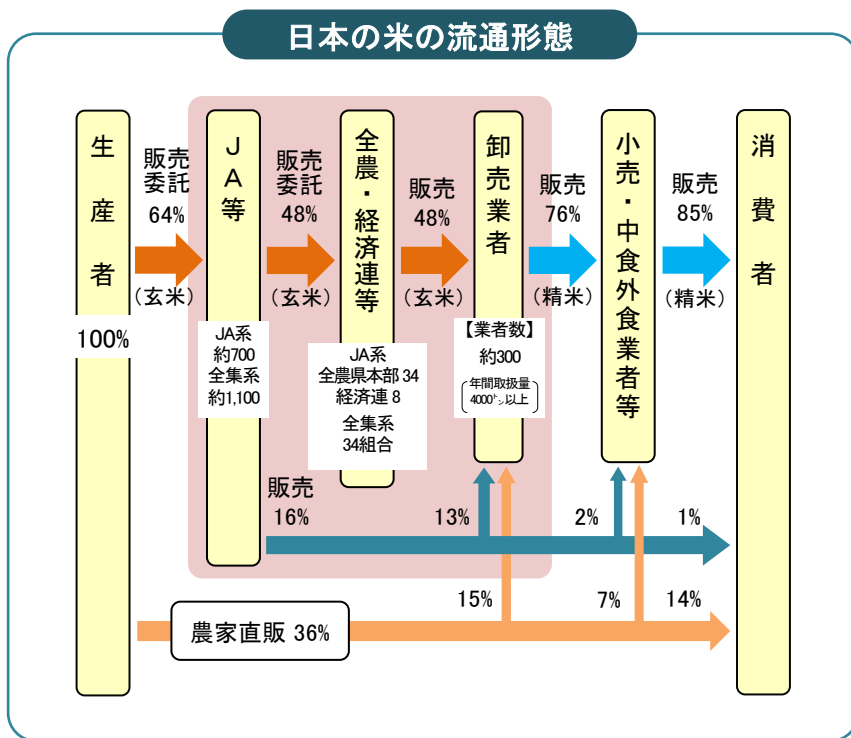 日本の米の流通形態
生産者
100%
販売
委託
64%
(玄米)
JA等
JA系
約700
全集系
約1,100
販売
委託
48%
(玄米)
全農・経済連等
JA系
全農県本部 34
経済連 8
全集系
34組合
販売
48%
(玄米)
卸売業者
【業者数】
約300
年間取扱量
4000㌧以上
販売
76%
(精米)
小売・中食外食業者等
販売
85%
(精米)
消費者
販売
16%
13%
2%
1%
農家直販 36%
15%
7%
14%